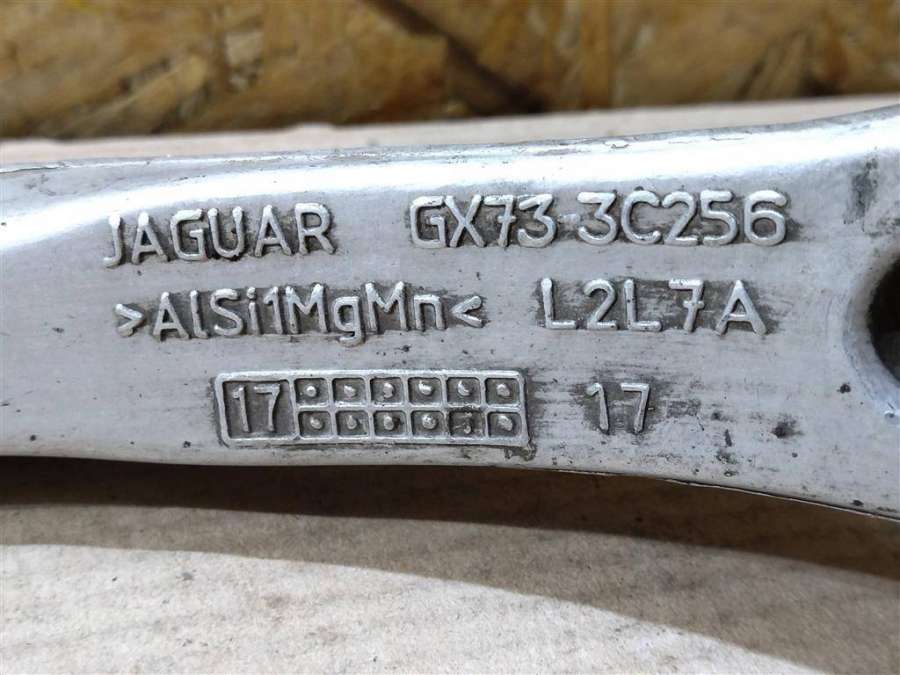 JAGUAR GX73-3C256
>AlSi1MgMn< L2L7A
17 17